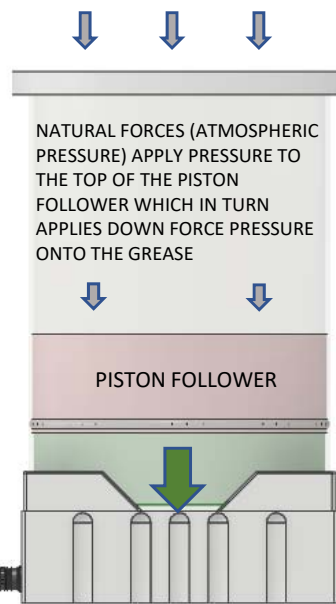 NATURAL FORCES (ATMOSPHERIC
PRESSURE) APPLY PRESSURE TO
THE TOP OF THE PISTON
FOLLOWER WHICH IN TURN
APPLIES DOWN FORCE PRESSURE
ONTO THE GREASE
PISTON FOLLOWER